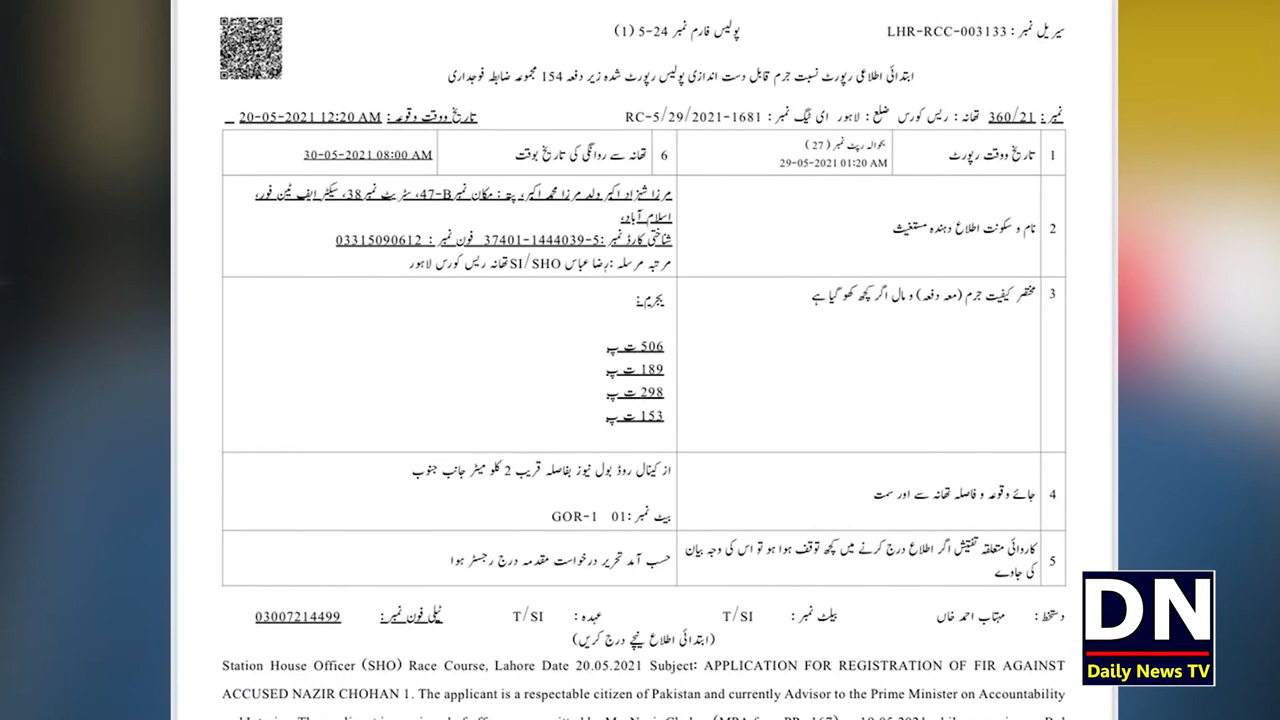 سیریل نمبر : LHR-RCC-003133
پولیس فارم نمبر 24-5 (1)
ابتدائی اطلاعی رپورٹ نسبت جرم قابل دست اندازی پولیس رپورٹ شدہ زیر دفعہ 154 مجموعہ ضابطہ فوجداری
نمبر : 360/21 تھانہ : ریس کورس ضلع : لاہور ای ٹیگ نمبر : RC-5/29/2021-1681 تاریخ و وقت وقوعہ : 20-05-2021 12:20 AM
1 تاریخ و وقت رپورٹ
بحوالہ رپٹ نمبر (27)
29-05-2021 01:20 AM
6 تھانہ سے روانگی کی تاریخ بوقت
30-05-2021 08:00 AM
2 نام و سکونت اطلاع دہندہ مستغیث
مرزا شہزاد اکبر ولد مرزا محمد اکبر، پتہ : مکان نمبر 47-B، سٹریٹ نمبر 38، سیکٹر ایف ٹین فور،
اسلام آباد،
شناختی کارڈ نمبر : 37401-1444039-5 فون نمبر : 03315090612
مرتبہ مرسلہ : رضا عباس SI/SHO تھانہ ریس کورس لاہور
3 مختصر کیفیت جرم (معہ دفعہ) و مال اگر کچھ کھو گیا ہے
بجرم :
506 ت پ
189 ت پ
298 ت پ
153 ت پ
4 جائے وقوعہ و فاصلہ تھانہ سے اور سمت
از کینال روڈ بول نیوز بفاصلہ قریب 2 کلو میٹر جانب جنوب
بیٹ نمبر : 01 GOR-1
5 کاروائی متعلقہ تفتیش اگر اطلاع درج کرنے میں کچھ توقف ہوا ہو تو اس کی وجہ بیان
کی جاوے
حسب آمد تحریر درخواست مقدمہ درج رجسٹر ہوا
دستخط : مہتاب احمد خاں بیلٹ نمبر : T/SI عہدہ : T/SI ٹیلی فون نمبر : 03007214499
(ابتدائی اطلاع نیچے درج کریں)
Station House Officer (SHO) Race Course, Lahore Date 20.05.2021 Subject: APPLICATION FOR REGISTRATION OF FIR AGAINST
ACCUSED NAZIR CHOHAN 1. The applicant is a respectable citizen of Pakistan and currently Advisor to the Prime Minister on Accountability
DN
Daily News TV